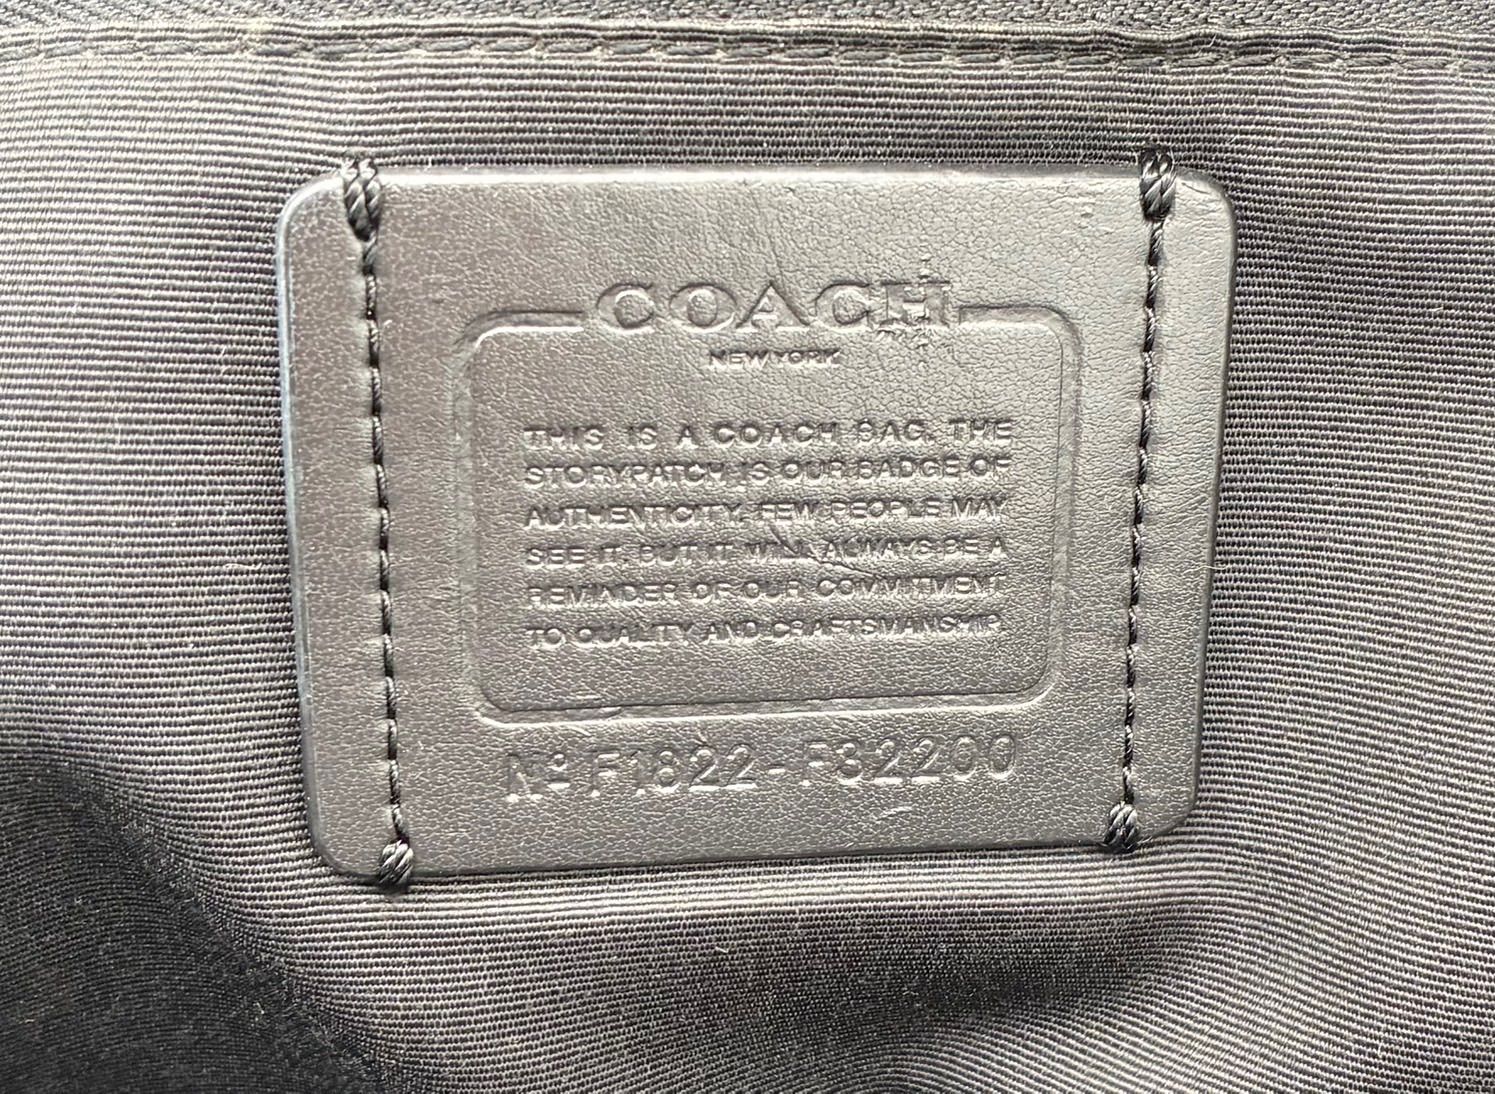 COACH
NEW YORK
THIS IS A COACH BAG. THE
STORYPATCH IS OUR BADGE OF
AUTHENTICITY. FEW PEOPLE MAY
SEE IT. BUT IT WILL ALWAYS BE A
REMINDER OF OUR COMMITMENT
TO QUALITY AND CRAFTSMANSHIP.
Nº F1822-F32200